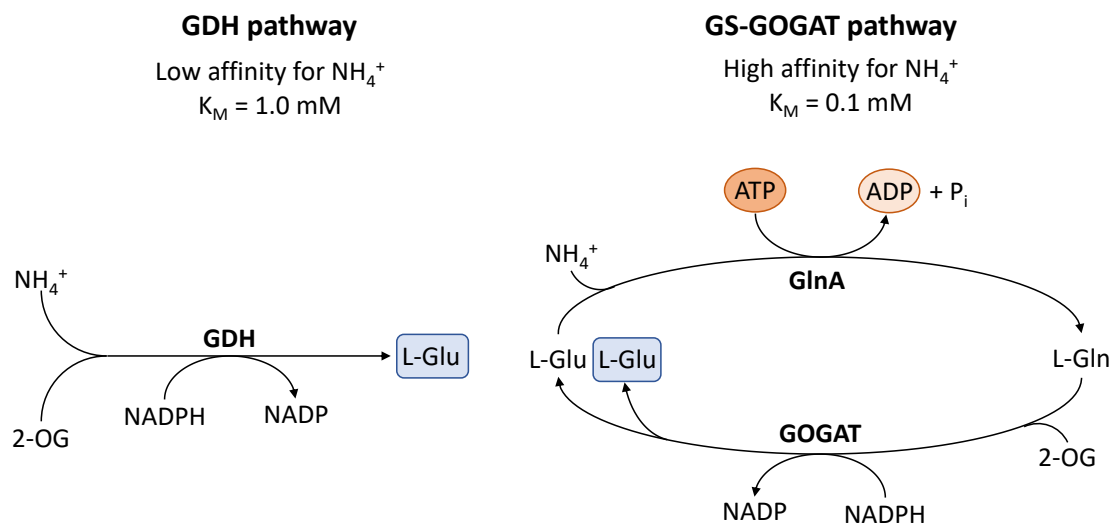 GDH pathway
Low affinity for NH₄⁺
K_M = 1.0 mM
NH₄⁺
GDH
L-Glu
NADPH
NADP
2-OG
GS-GOGAT pathway
High affinity for NH₄⁺
K_M = 0.1 mM
ATP
ADP + Pᵢ
NH₄⁺
GlnA
L-Glu L-Glu
L-Gln
GOGAT
2-OG
NADP
NADPH